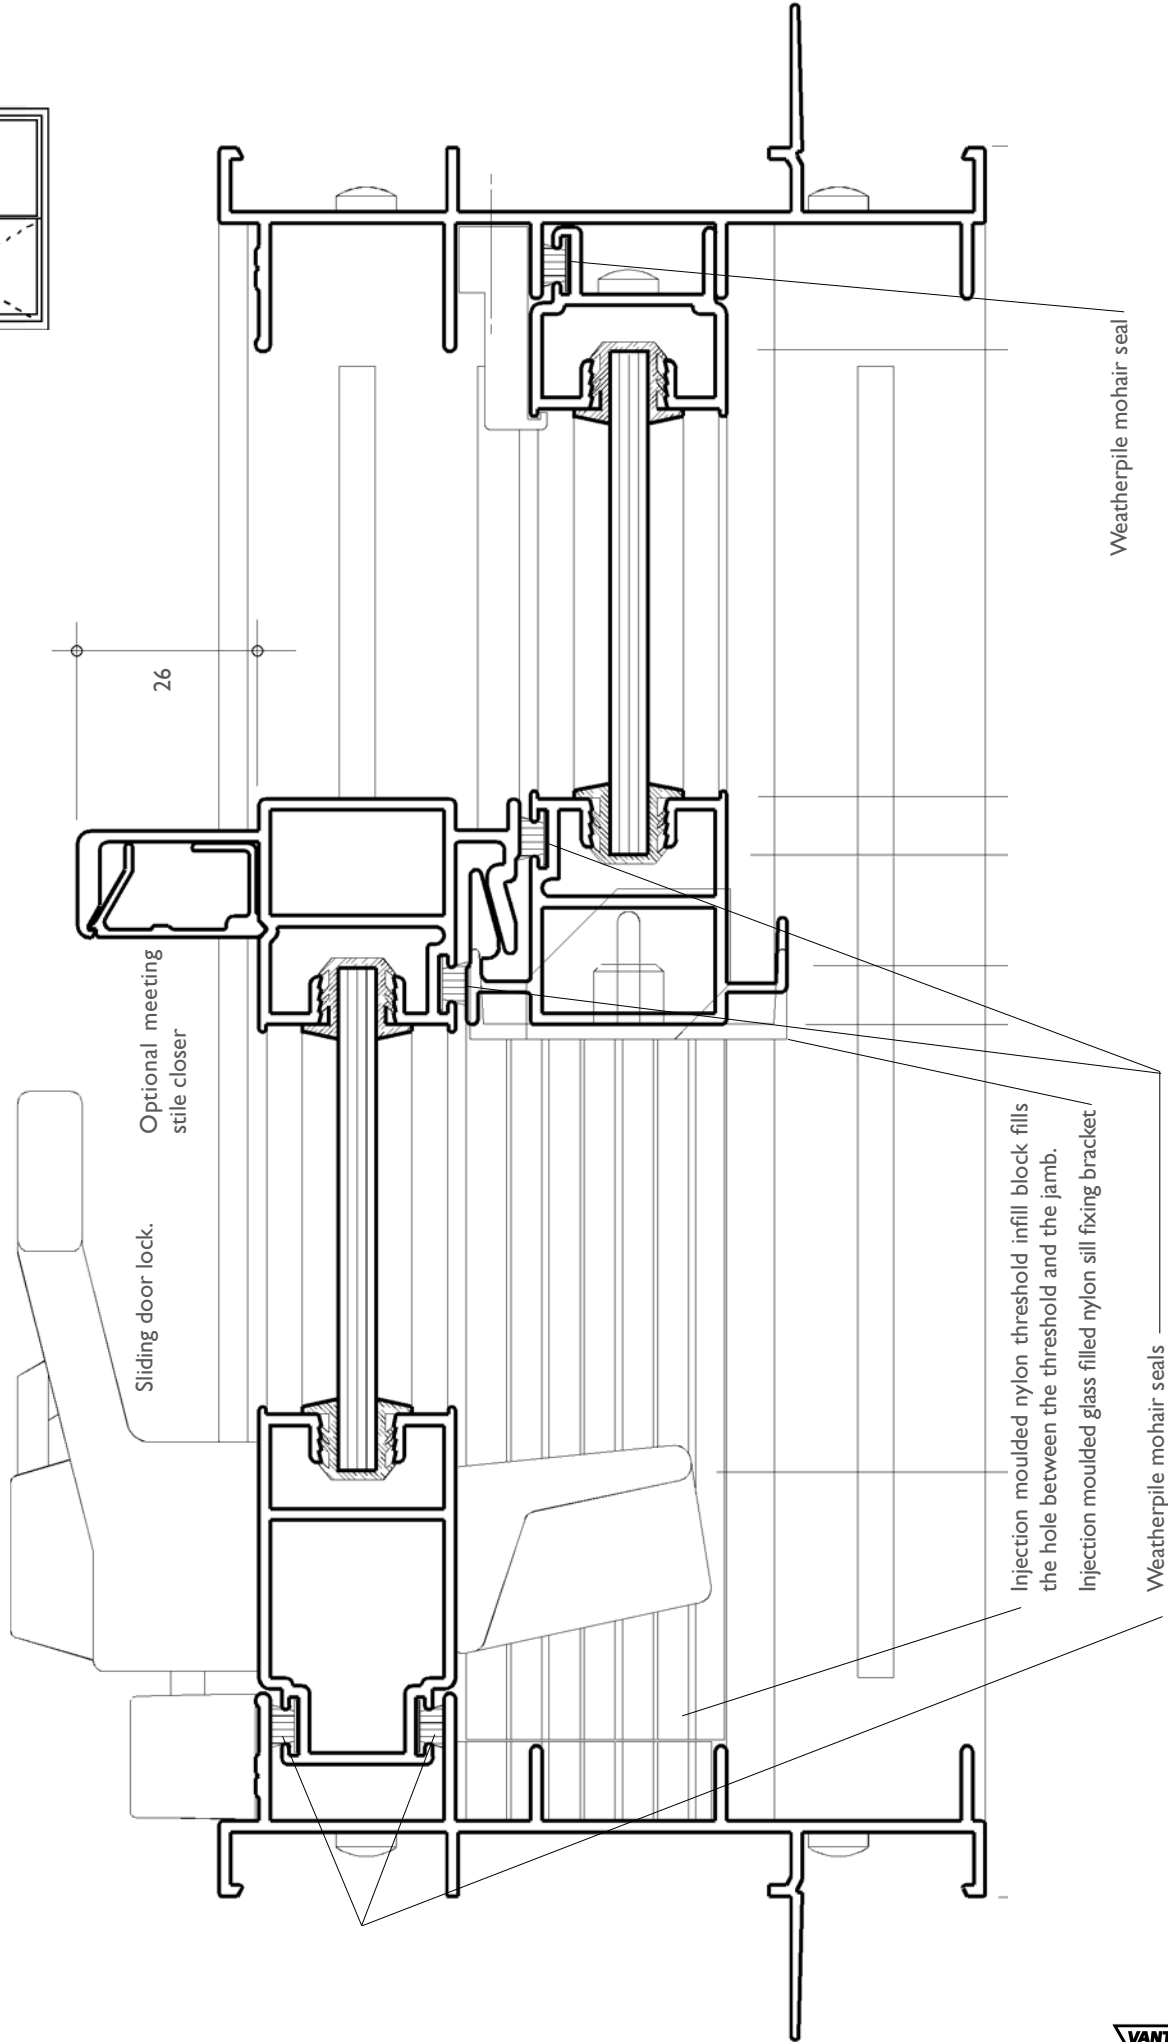 26
Optional meeting
stile closer
Sliding door lock.
Weatherpile mohair seal
Injection moulded nylon threshold infill block fills
the hole between the threshold and the jamb.
Injection moulded glass filled nylon sill fixing bracket
Weatherpile mohair seals